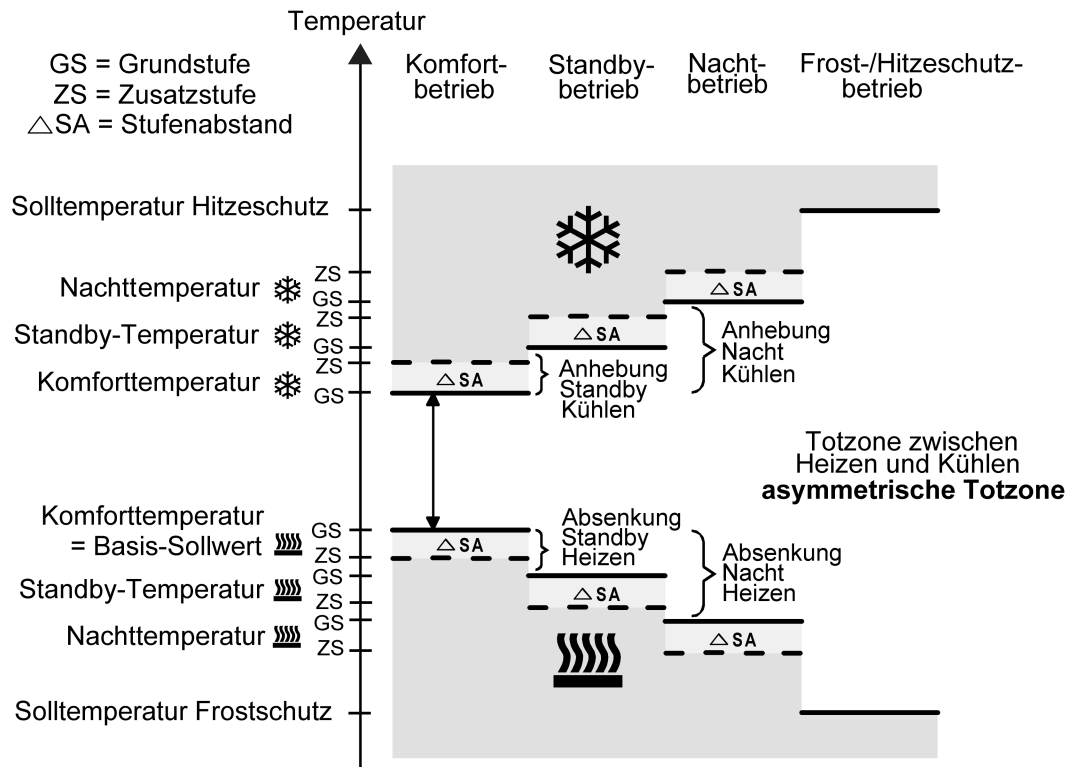 Temperatur
GS = Grundstufe
ZS = Zusatzstufe
△SA = Stufenabstand
Komfort-
betrieb
Standby-
betrieb
Nacht-
betrieb
Frost-/Hitzeschutz-
betrieb
Solltemperatur Hitzeschutz
Nachttemperatur
ZS
GS
△SA
Standby-Temperatur
ZS
GS
△SA
Komforttemperatur
ZS
GS
△SA
Anhebung
Standby
Kühlen
Anhebung
Nacht
Kühlen
Totzone zwischen
Heizen und Kühlen
asymmetrische Totzone
Komforttemperatur
= Basis-Sollwert
GS
ZS
△SA
Absenkung
Standby
Heizen
Absenkung
Nacht
Heizen
Standby-Temperatur
GS
ZS
△SA
Nachttemperatur
GS
ZS
△SA
Solltemperatur Frostschutz